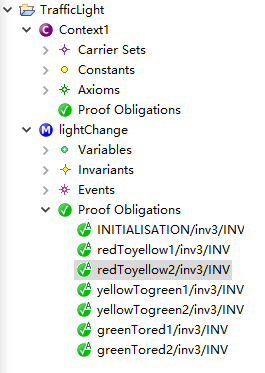 TrafficLight
Context1
Carrier Sets
Constants
Axioms
Proof Obligations
lightChange
Variables
Invariants
Events
Proof Obligations
INITIALISATION/inv3/INV
redToyellow1/inv3/INV
redToyellow2/inv3/INV
yellowTogreen1/inv3/INV
yellowTogreen2/inv3/INV
greenTored1/inv3/INV
greenTored2/inv3/INV